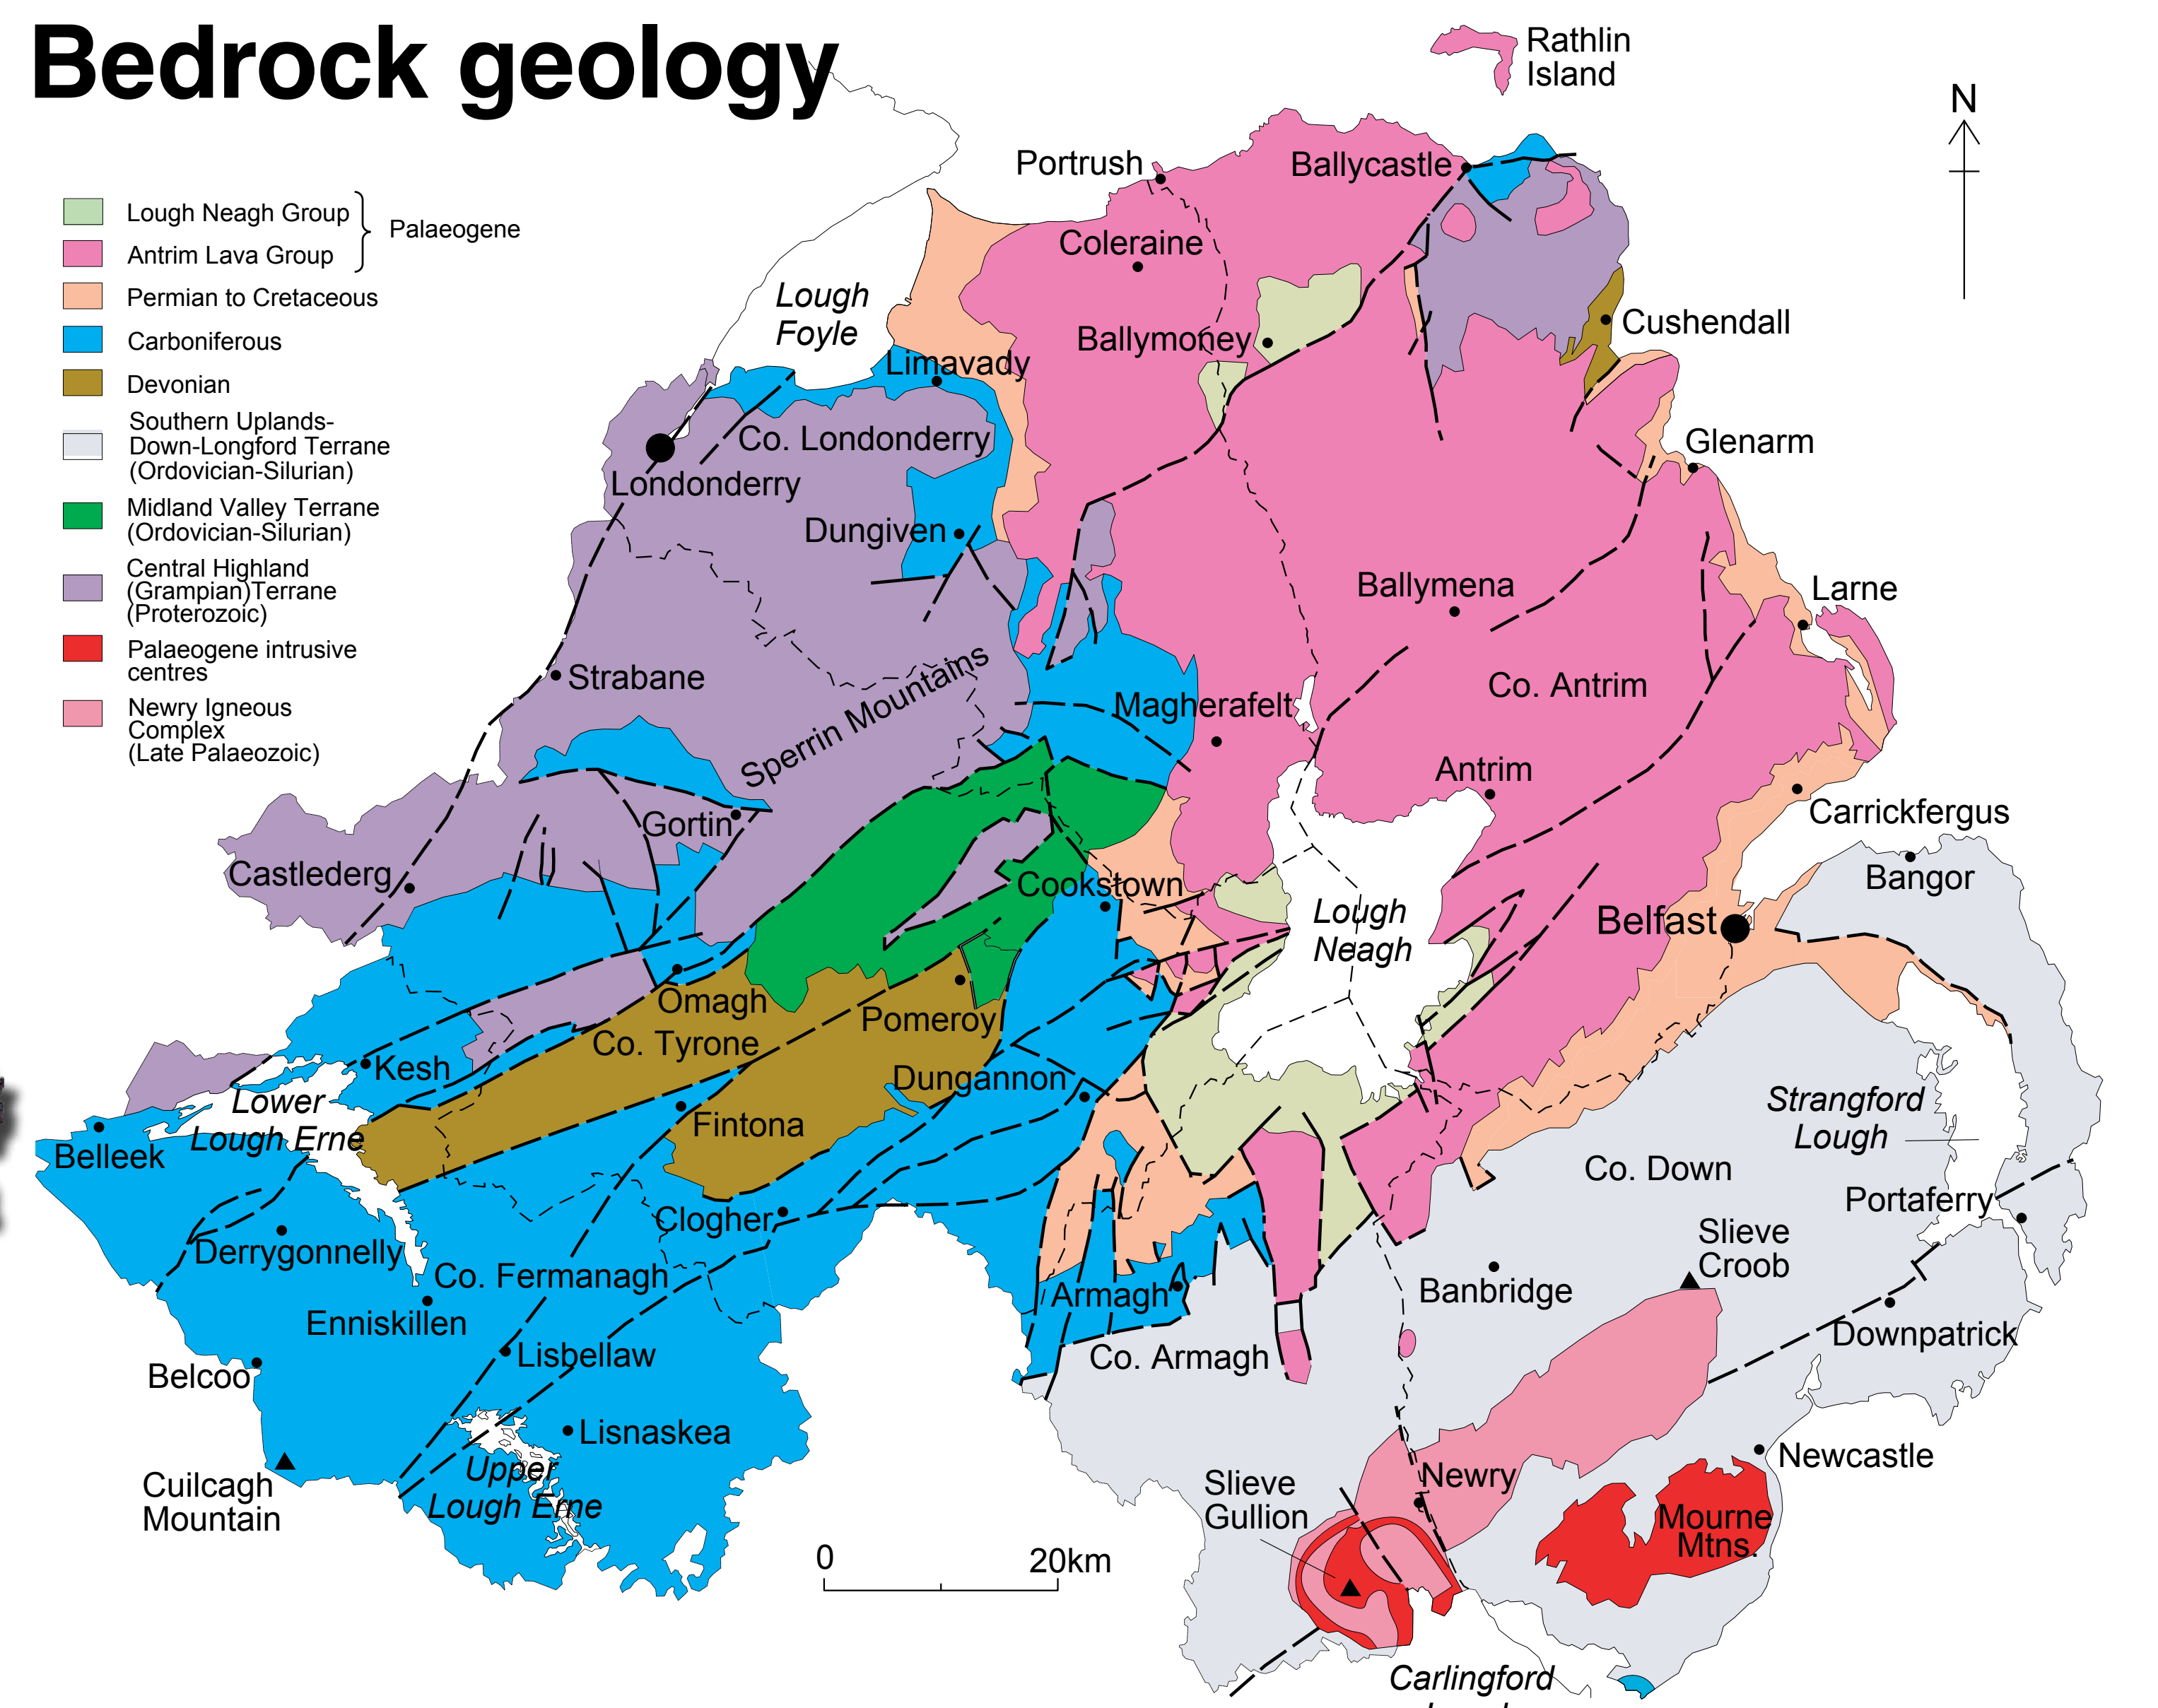 Bedrock geology
Lough Neagh Group
Antrim Lava Group
Palaeogene
Permian to Cretaceous
Carboniferous
Devonian
Southern Uplands-
Down-Longford Terrane
(Ordovician-Silurian)
Midland Valley Terrane
(Ordovician-Silurian)
Central Highland
(Grampian)Terrane
(Proterozoic)
Palaeogene intrusive
centres
Newry Igneous
Complex
(Late Palaeozoic)
Rathlin
Island
N
Portrush
Ballycastle
Coleraine
Lough
Foyle
Ballymoney
Cushendall
Limavady
Co. Londonderry
Glenarm
Londonderry
Dungiven
Ballymena
Larne
Strabane
Sperrin Mountains
Magherafelt
Co. Antrim
Antrim
Carrickfergus
Gortin
Castlederg
Cookstown
Bangor
Lough
Neagh
Belfast
Omagh
Pomeroy
Co. Tyrone
Kesh
Dungannon
Lower
Lough Erne
Fintona
Strangford
Lough
Belleek
Co. Down
Portaferry
Clogher
Slieve
Croob
Derrygonnelly
Co. Fermanagh
Armagh
Banbridge
Enniskillen
Downpatrick
Lisbellaw
Co. Armagh
Belcoo
Lisnaskea
Newcastle
Upper
Lough Erne
Cuilcagh
Mountain
Slieve
Gullion
Newry
Mourne
Mtns.
0
20km
Carlingford